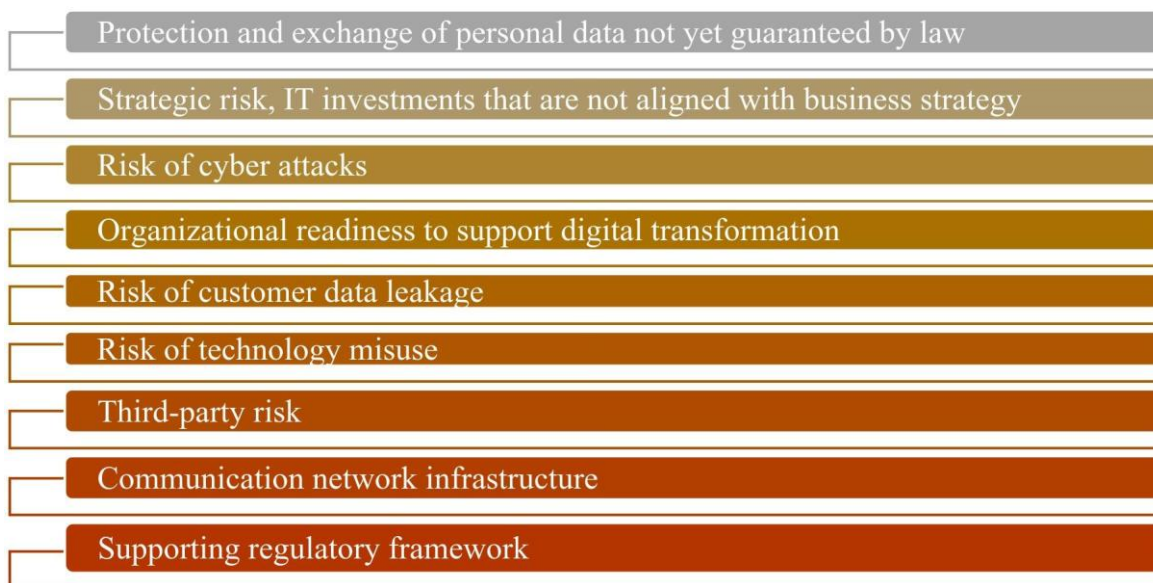 Protection and exchange of personal data not yet guaranteed by law
Strategic risk, IT investments that are not aligned with business strategy
Risk of cyber attacks
Organizational readiness to support digital transformation
Risk of customer data leakage
Risk of technology misuse
Third-party risk
Communication network infrastructure
Supporting regulatory framework